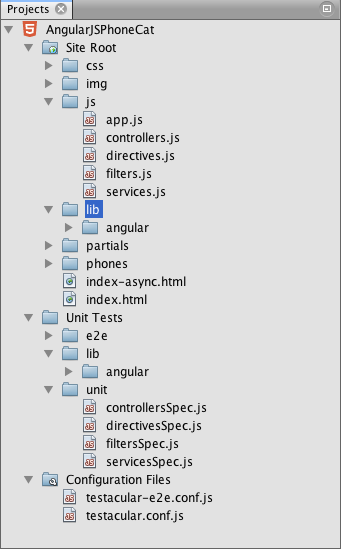 Projects
AngularJSPhoneCat
Site Root
css
img
js
app.js
controllers.js
directives.js
filters.js
services.js
lib
angular
partials
phones
index-async.html
index.html
Unit Tests
e2e
lib
angular
unit
controllersSpec.js
directivesSpec.js
filtersSpec.js
servicesSpec.js
Configuration Files
testacular-e2e.conf.js
testacular.conf.js